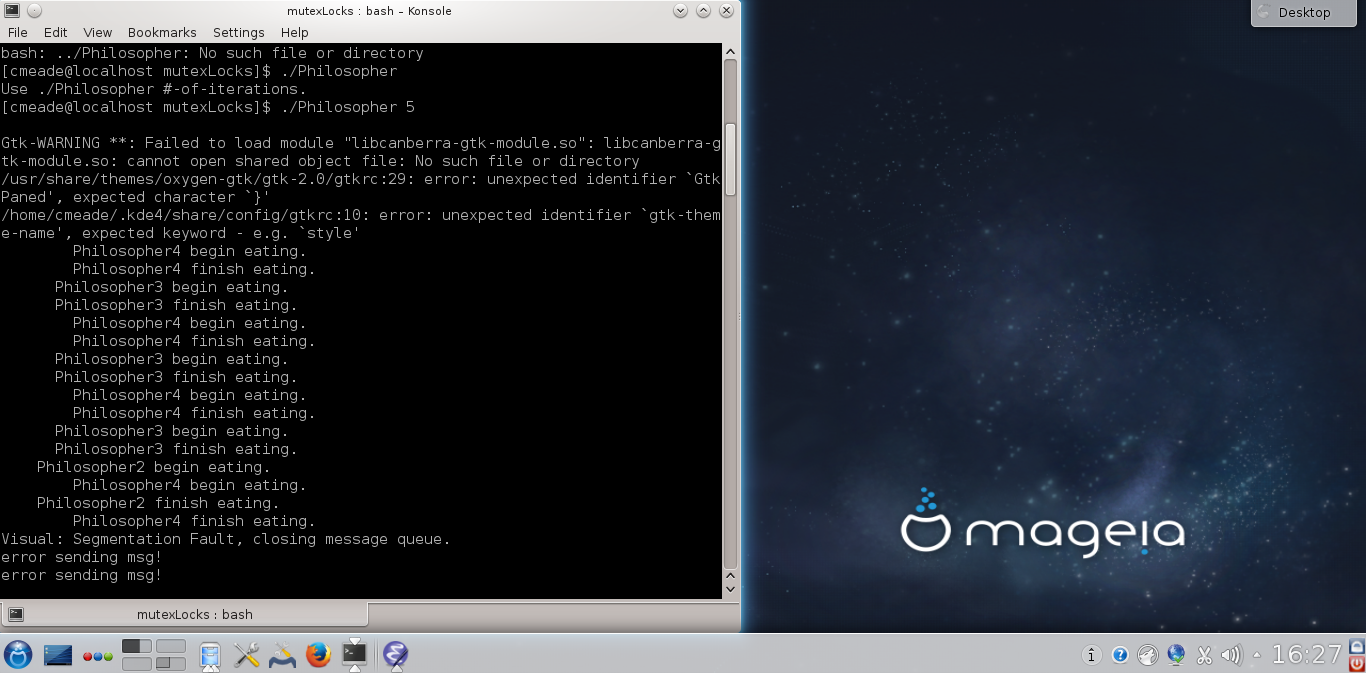 mutexLocks : bash – Konsole
Desktop
File Edit View Bookmarks Settings Help
bash: ../Philosopher: No such file or directory
[cmeade@localhost mutexLocks]$ ./Philosopher
Use ./Philosopher #-of-iterations.
[cmeade@localhost mutexLocks]$ ./Philosopher 5
Gtk-WARNING **: Failed to load module "libcanberra-gtk-module.so": libcanberra-g
tk-module.so: cannot open shared object file: No such file or directory
/usr/share/themes/oxygen-gtk/gtk-2.0/gtkrc:29: error: unexpected identifier `Gtk
Paned', expected character `}'
/home/cmeade/.kde4/share/config/gtkrc:10: error: unexpected identifier `gtk-them
e-name', expected keyword - e.g. `style'
Philosopher4 begin eating.
Philosopher4 finish eating.
Philosopher3 begin eating.
Philosopher3 finish eating.
Philosopher4 begin eating.
Philosopher4 finish eating.
Philosopher3 begin eating.
Philosopher3 finish eating.
Philosopher4 begin eating.
Philosopher4 finish eating.
Philosopher3 begin eating.
Philosopher3 finish eating.
Philosopher2 begin eating.
Philosopher4 begin eating.
Philosopher2 finish eating.
Philosopher4 finish eating.
Visual: Segmentation Fault, closing message queue.
error sending msg!
error sending msg!
mageia
mutexLocks : bash
16:27